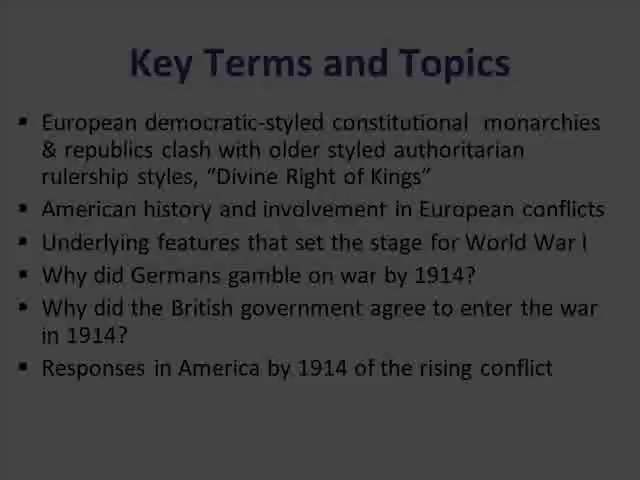 Key Terms and Topics
▪ European democratic-styled constitutional monarchies
& republics clash with older styled authoritarian
rulership styles, “Divine Right of Kings”
▪ American history and involvement in European conflicts
▪ Underlying features that set the stage for World War I
▪ Why did Germans gamble on war by 1914?
▪ Why did the British government agree to enter the war
in 1914?
▪ Responses in America by 1914 of the rising conflict